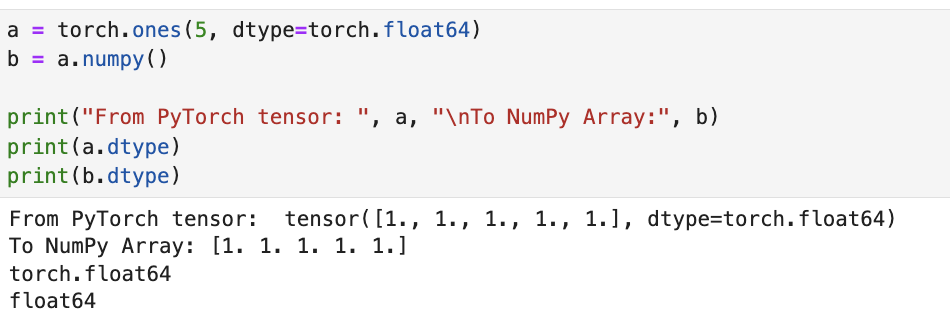 a = torch.ones(5, dtype=torch.float64)
b = a.numpy()
print("From PyTorch tensor: ", a, "\nTo NumPy Array:", b)
print(a.dtype)
print(b.dtype)
From PyTorch tensor:  tensor([1., 1., 1., 1., 1.], dtype=torch.float64)
To NumPy Array: [1. 1. 1. 1. 1.]
torch.float64
float64